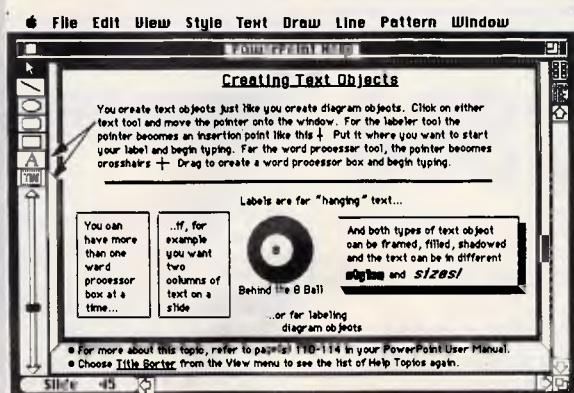 File Edit View Style Text Draw Line Pattern Window
PowerPoint Help
Creating Text Objects
You create text objects just like you create diagram objects. Click on either
text tool and move the pointer onto the window. For the labeler tool the
pointer becomes an insertion point like this Put it where you want to start
your label and begin typing. For the word processor tool, the pointer becomes
crosshairs Drag to create a word processor box and begin typing.
Labels are for "hanging" text...
You can
have more
than one
word
processor
box at a
time...
..if, for
example
you want
two
columns of
text on a
slide
8
Behind the 8 Ball
And both types of text object
can be framed, filled, shadowed
and the text can be in different
styles and sizes!
..or for labeling
diagram objects
A
TW
• For more about this topic, refer to pages 110-114 in your PowerPoint User Manual.
• Choose Title Sorter from the View menu to see the list of Help Topics again.
Slide 45